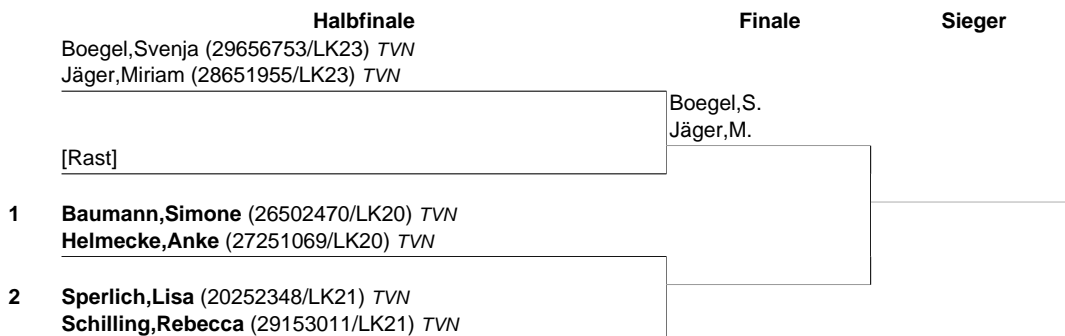 Halbfinale Finale Sieger
Boegel,Svenja (29656753/LK23) TVN
Jäger,Miriam (28651955/LK23) TVN
Boegel,S.
Jäger,M.
[Rast]
1 Baumann,Simone (26502470/LK20) TVN
Helmecke,Anke (27251069/LK20) TVN
2 Sperlich,Lisa (20252348/LK21) TVN
Schilling,Rebecca (29153011/LK21) TVN